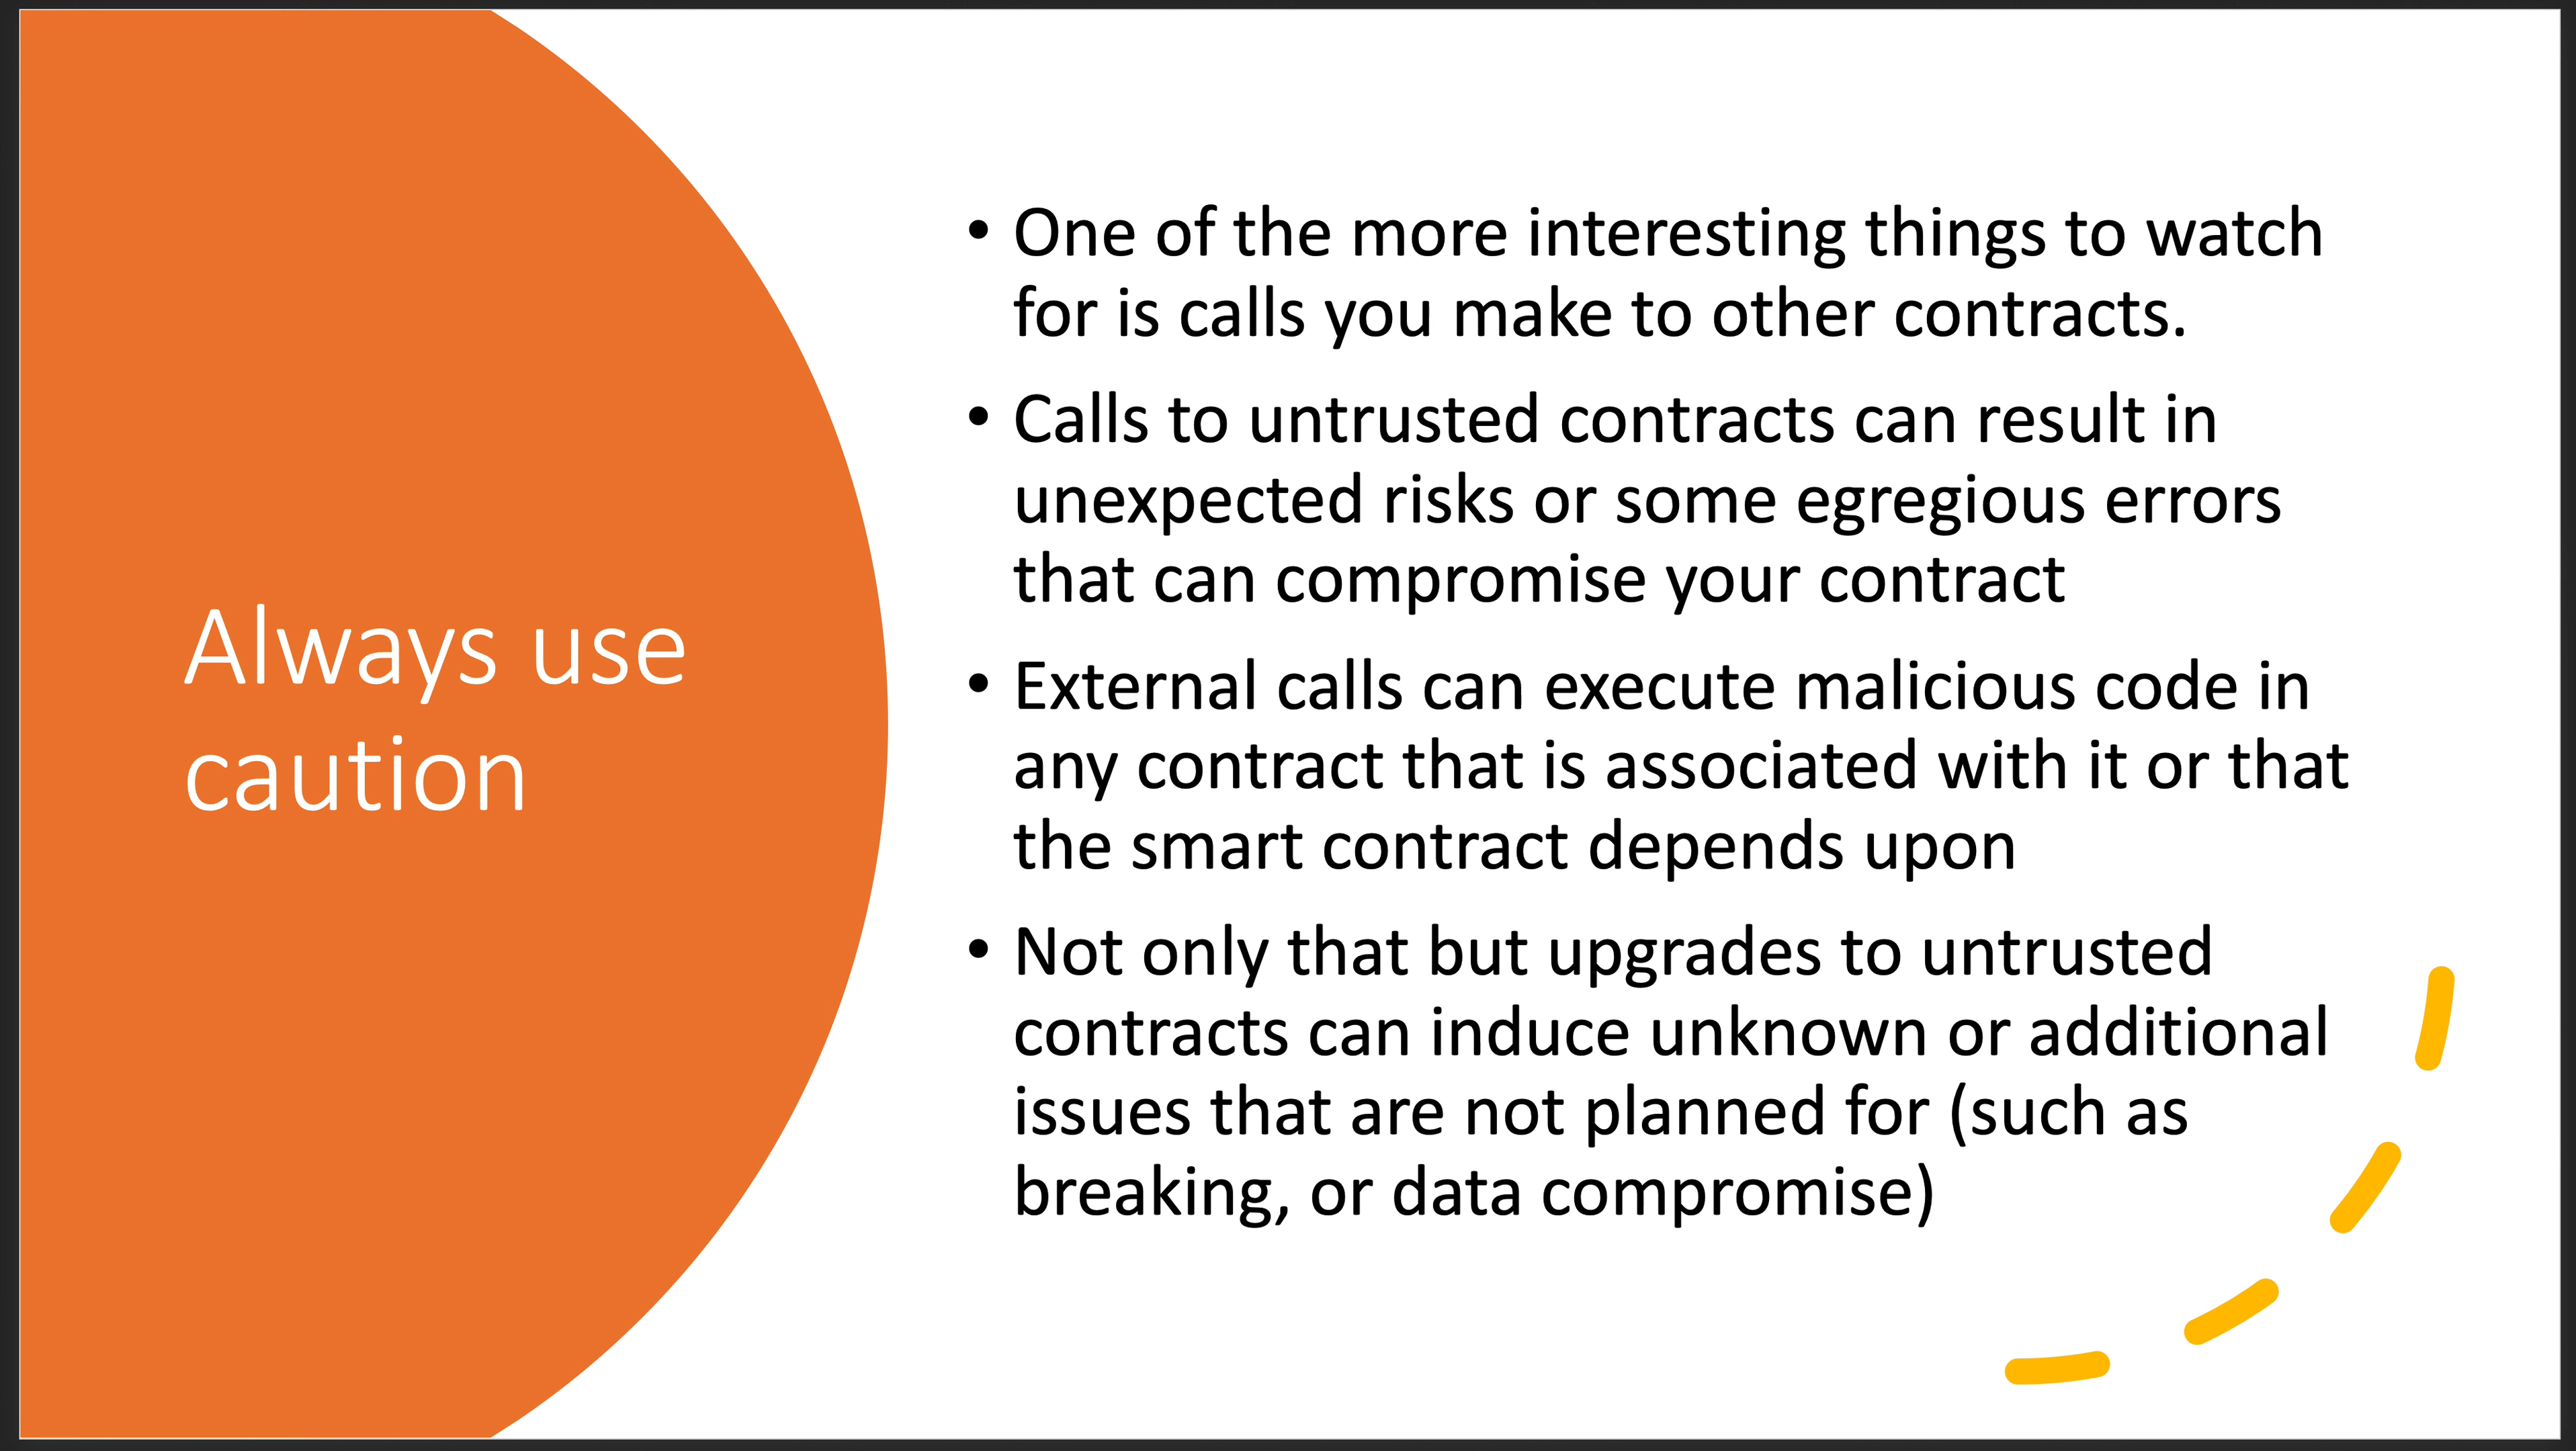 Always use
caution
• One of the more interesting things to watch
for is calls you make to other contracts.
• Calls to untrusted contracts can result in
unexpected risks or some egregious errors
that can compromise your contract
• External calls can execute malicious code in
any contract that is associated with it or that
the smart contract depends upon
• Not only that but upgrades to untrusted
contracts can induce unknown or additional
issues that are not planned for (such as
breaking, or data compromise)